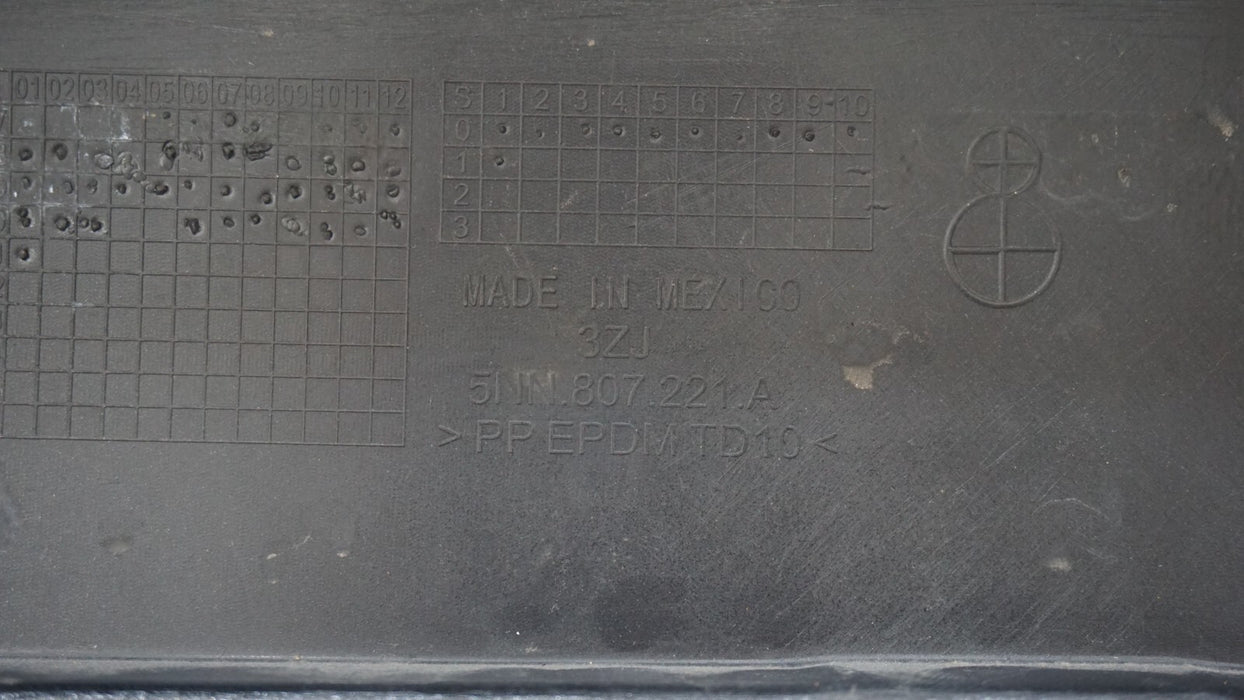 01 02 03 04 05 06 07 08 09 10 11 12
S 1 2 3 4 5 6 7 8 9 10
0
1
2
3
MADE IN MEXICO
3ZJ
5NN.807.221.A
>PP EPDM TD10<